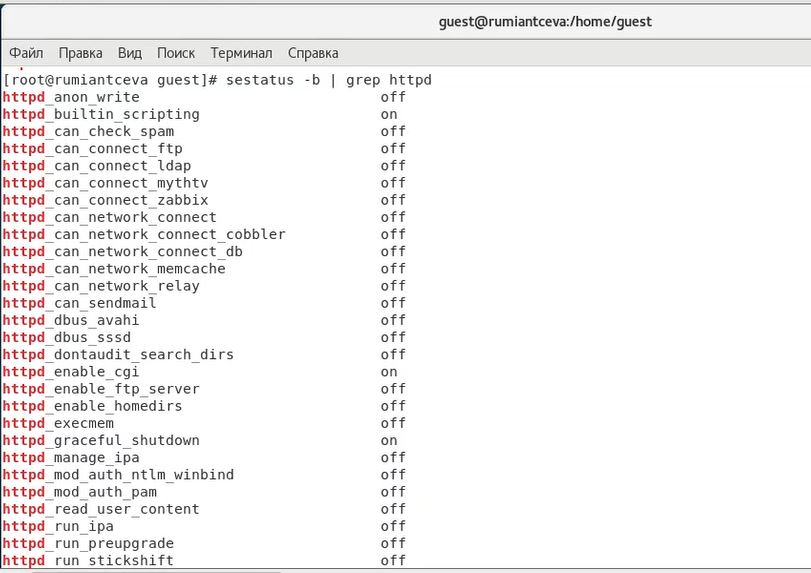 guest@rumiantceva:/home/guest
Файл Правка Вид Поиск Терминал Справка
[root@rumiantceva guest]# sestatus -b | grep httpd
httpd_anon_write off
httpd_builtin_scripting on
httpd_can_check_spam off
httpd_can_connect_ftp off
httpd_can_connect_ldap off
httpd_can_connect_mythtv off
httpd_can_connect_zabbix off
httpd_can_network_connect off
httpd_can_network_connect_cobbler off
httpd_can_network_connect_db off
httpd_can_network_memcache off
httpd_can_network_relay off
httpd_can_sendmail off
httpd_dbus_avahi off
httpd_dbus_sssd off
httpd_dontaudit_search_dirs off
httpd_enable_cgi on
httpd_enable_ftp_server off
httpd_enable_homedirs off
httpd_execmem off
httpd_graceful_shutdown on
httpd_manage_ipa off
httpd_mod_auth_ntlm_winbind off
httpd_mod_auth_pam off
httpd_read_user_content off
httpd_run_ipa off
httpd_run_preupgrade off
httpd_run_stickshift off